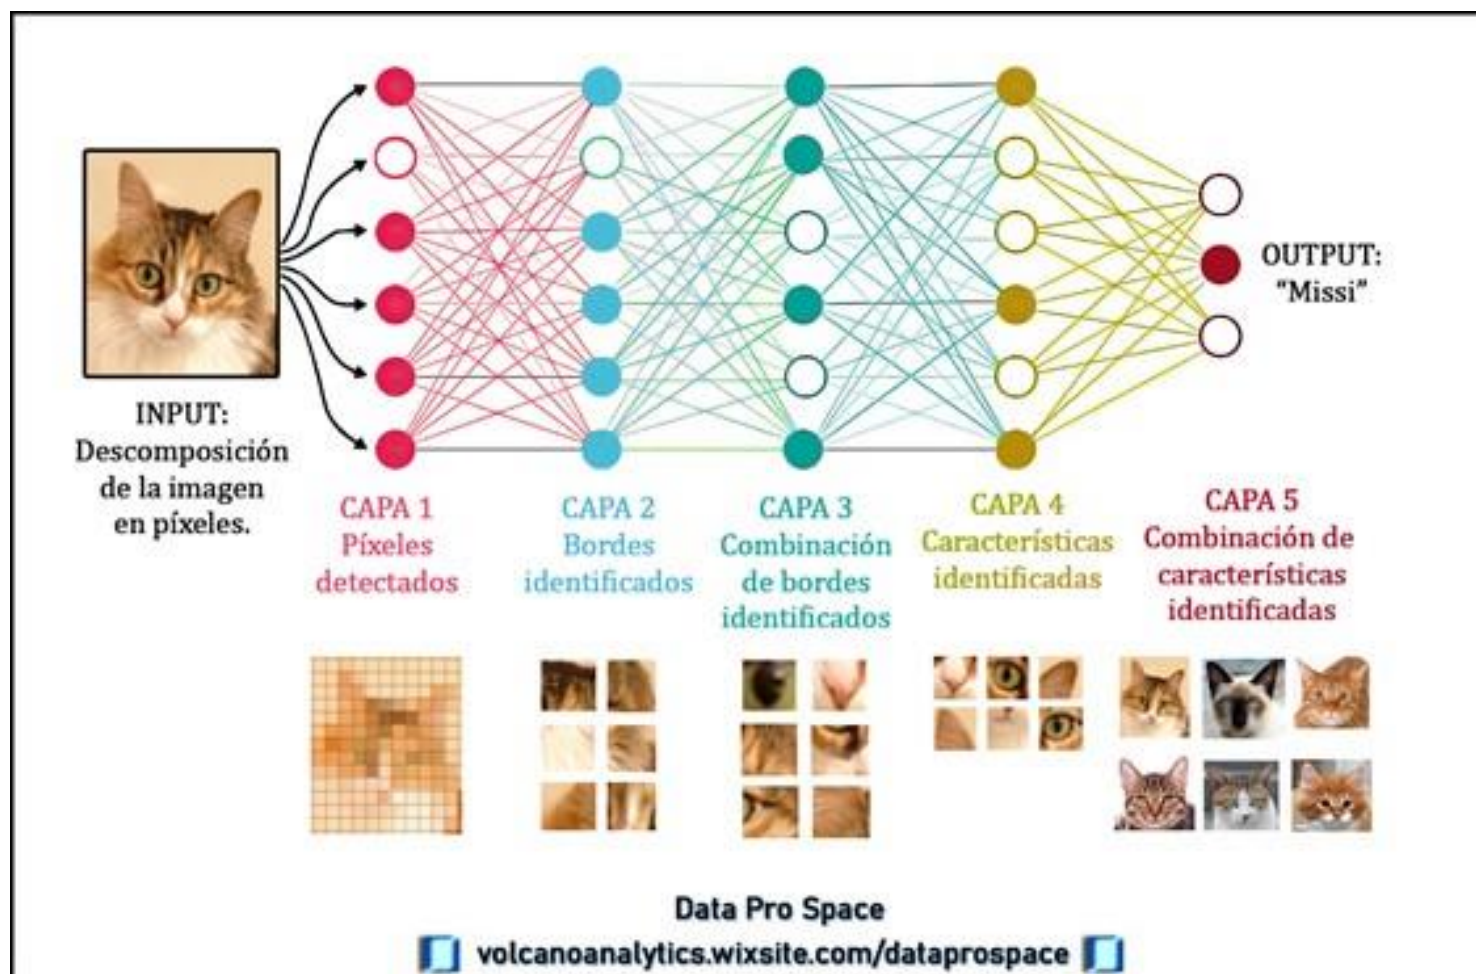 OUTPUT:
“Missi”
INPUT:
Descomposición
de la imagen
en píxeles.
CAPA 1
Píxeles
detectados
CAPA 2
Bordes
identificados
CAPA 3
Combinación
de bordes
identificados
CAPA 4
Características
identificadas
CAPA 5
Combinación de
características
identificadas
Data Pro Space
volcanoanalytics.wixsite.com/dataprospace